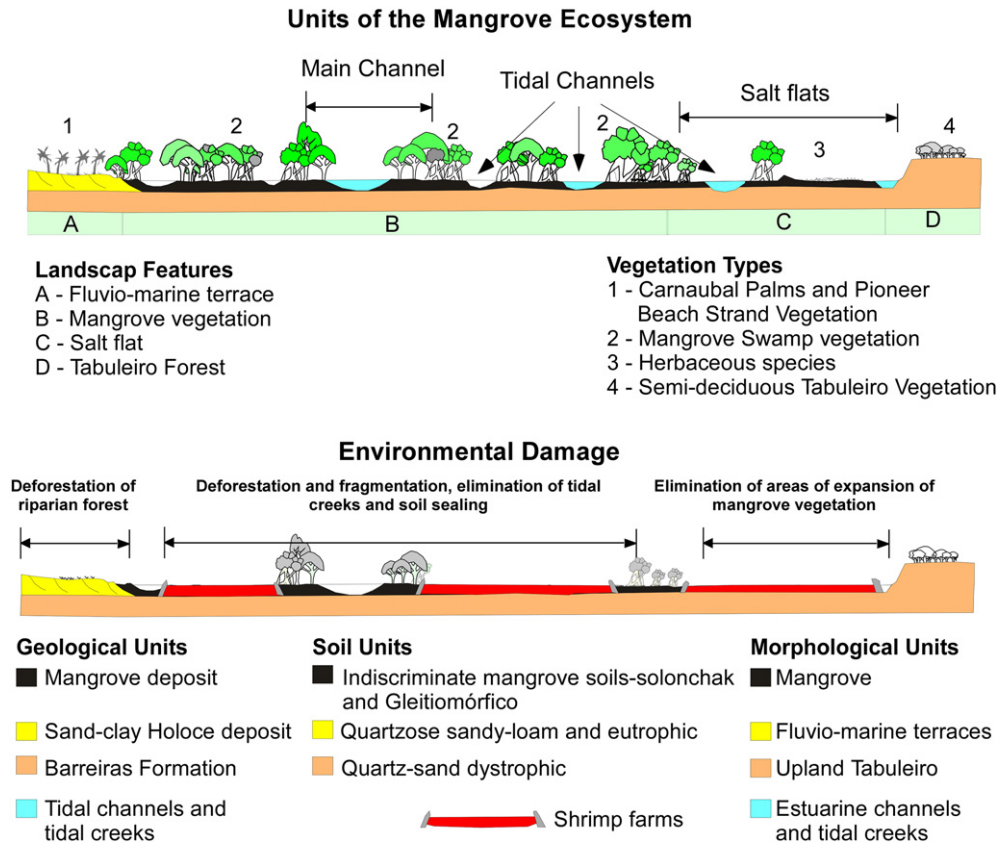 Units of the Mangrove Ecosystem
Main Channel
Tidal Channels
Salt flats
1
2
2
2
3
4
A
B
C
D
Landscap Features
A - Fluvio-marine terrace
B - Mangrove vegetation
C - Salt flat
D - Tabuleiro Forest
Vegetation Types
1 - Carnaubal Palms and Pioneer
Beach Strand Vegetation
2 - Mangrove Swamp vegetation
3 - Herbaceous species
4 - Semi-deciduous Tabuleiro Vegetation
Environmental Damage
Deforestation of
riparian forest
Deforestation and fragmentation, elimination of tidal
creeks and soil sealing
Elimination of areas of expansion of
mangrove vegetation
Geological Units
Mangrove deposit
Sand-clay Holoce deposit
Barreiras Formation
Tidal channels and
tidal creeks
Soil Units
Indiscriminate mangrove soils-solonchak
and Gleitiomórfico
Quartzose sandy-loam and eutrophic
Quartz-sand dystrophic
Shrimp farms
Morphological Units
Mangrove
Fluvio-marine terraces
Upland Tabuleiro
Estuarine channels
and tidal creeks